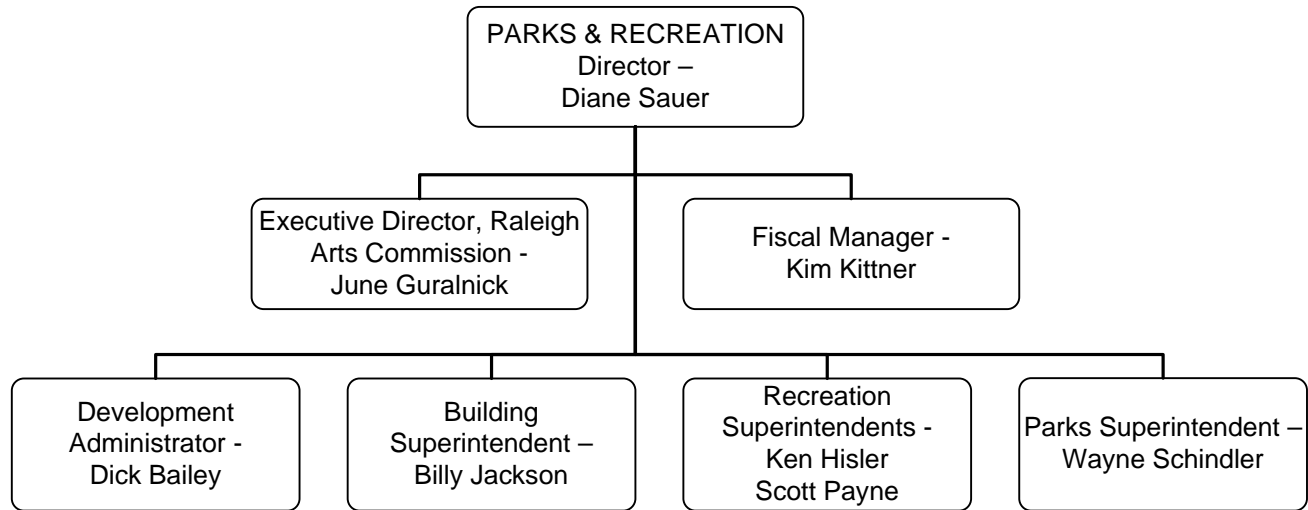 PARKS & RECREATION
Director –
Diane Sauer
Executive Director, Raleigh
Arts Commission -
June Guralnick
Fiscal Manager -
Kim Kittner
Development
Administrator -
Dick Bailey
Building
Superintendent –
Billy Jackson
Recreation
Superintendents -
Ken Hisler
Scott Payne
Parks Superintendent –
Wayne Schindler